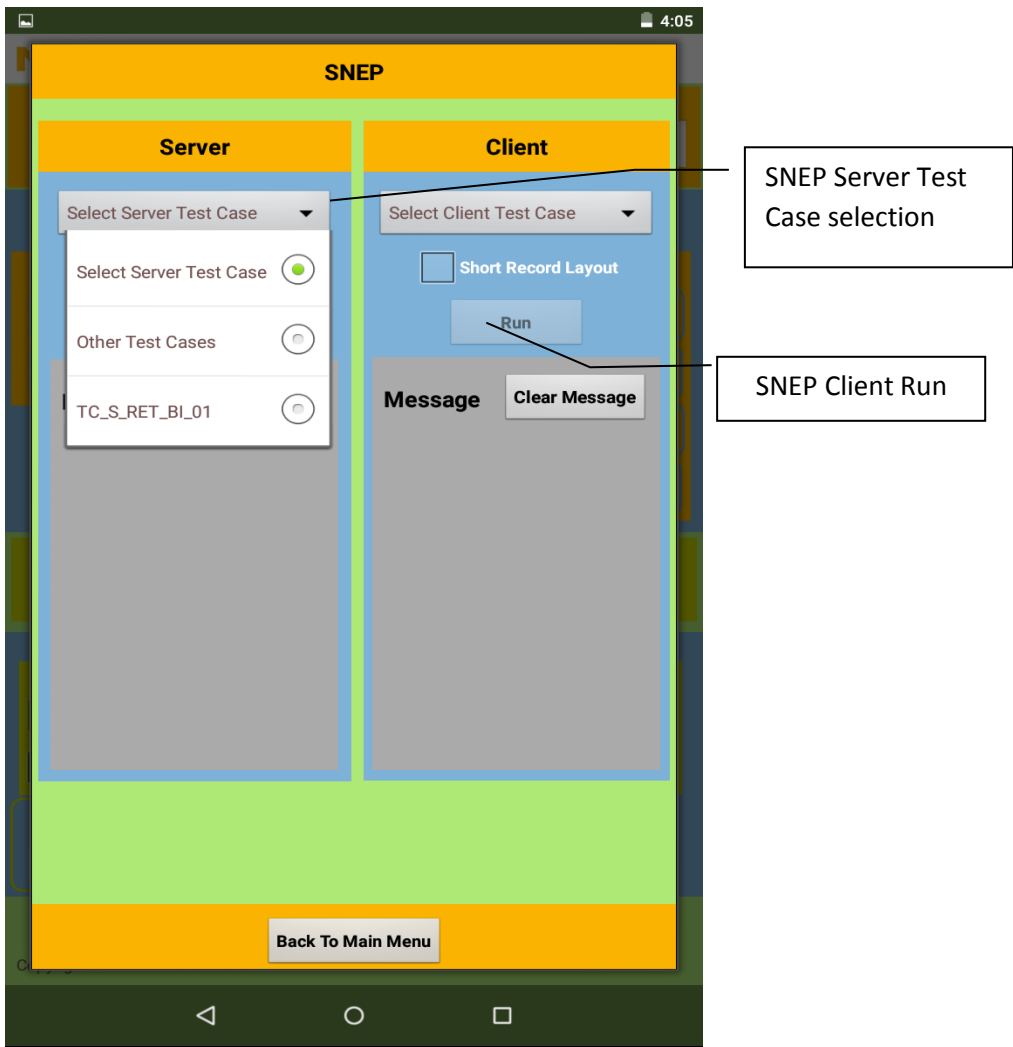 4:05
SNEP
Server
Client
Select Server Test Case
Select Client Test Case
Select Server Test Case
Short Record Layout
Other Test Cases
Run
TC_S_RET_BI_01
Message
Clear Message
Back To Main Menu
SNEP Server Test
Case selection
SNEP Client Run